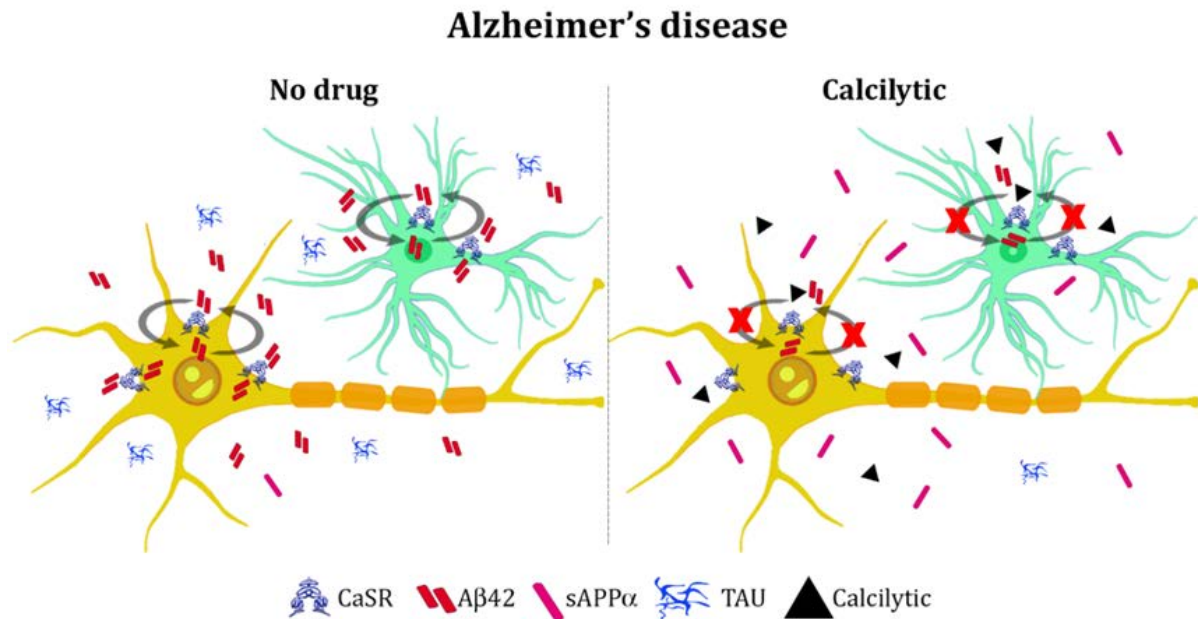 Alzheimer’s disease
No drug
Calcilytic
X
X
X
X
CaSR
Aβ42
sAPPα
TAU
Calcilytic